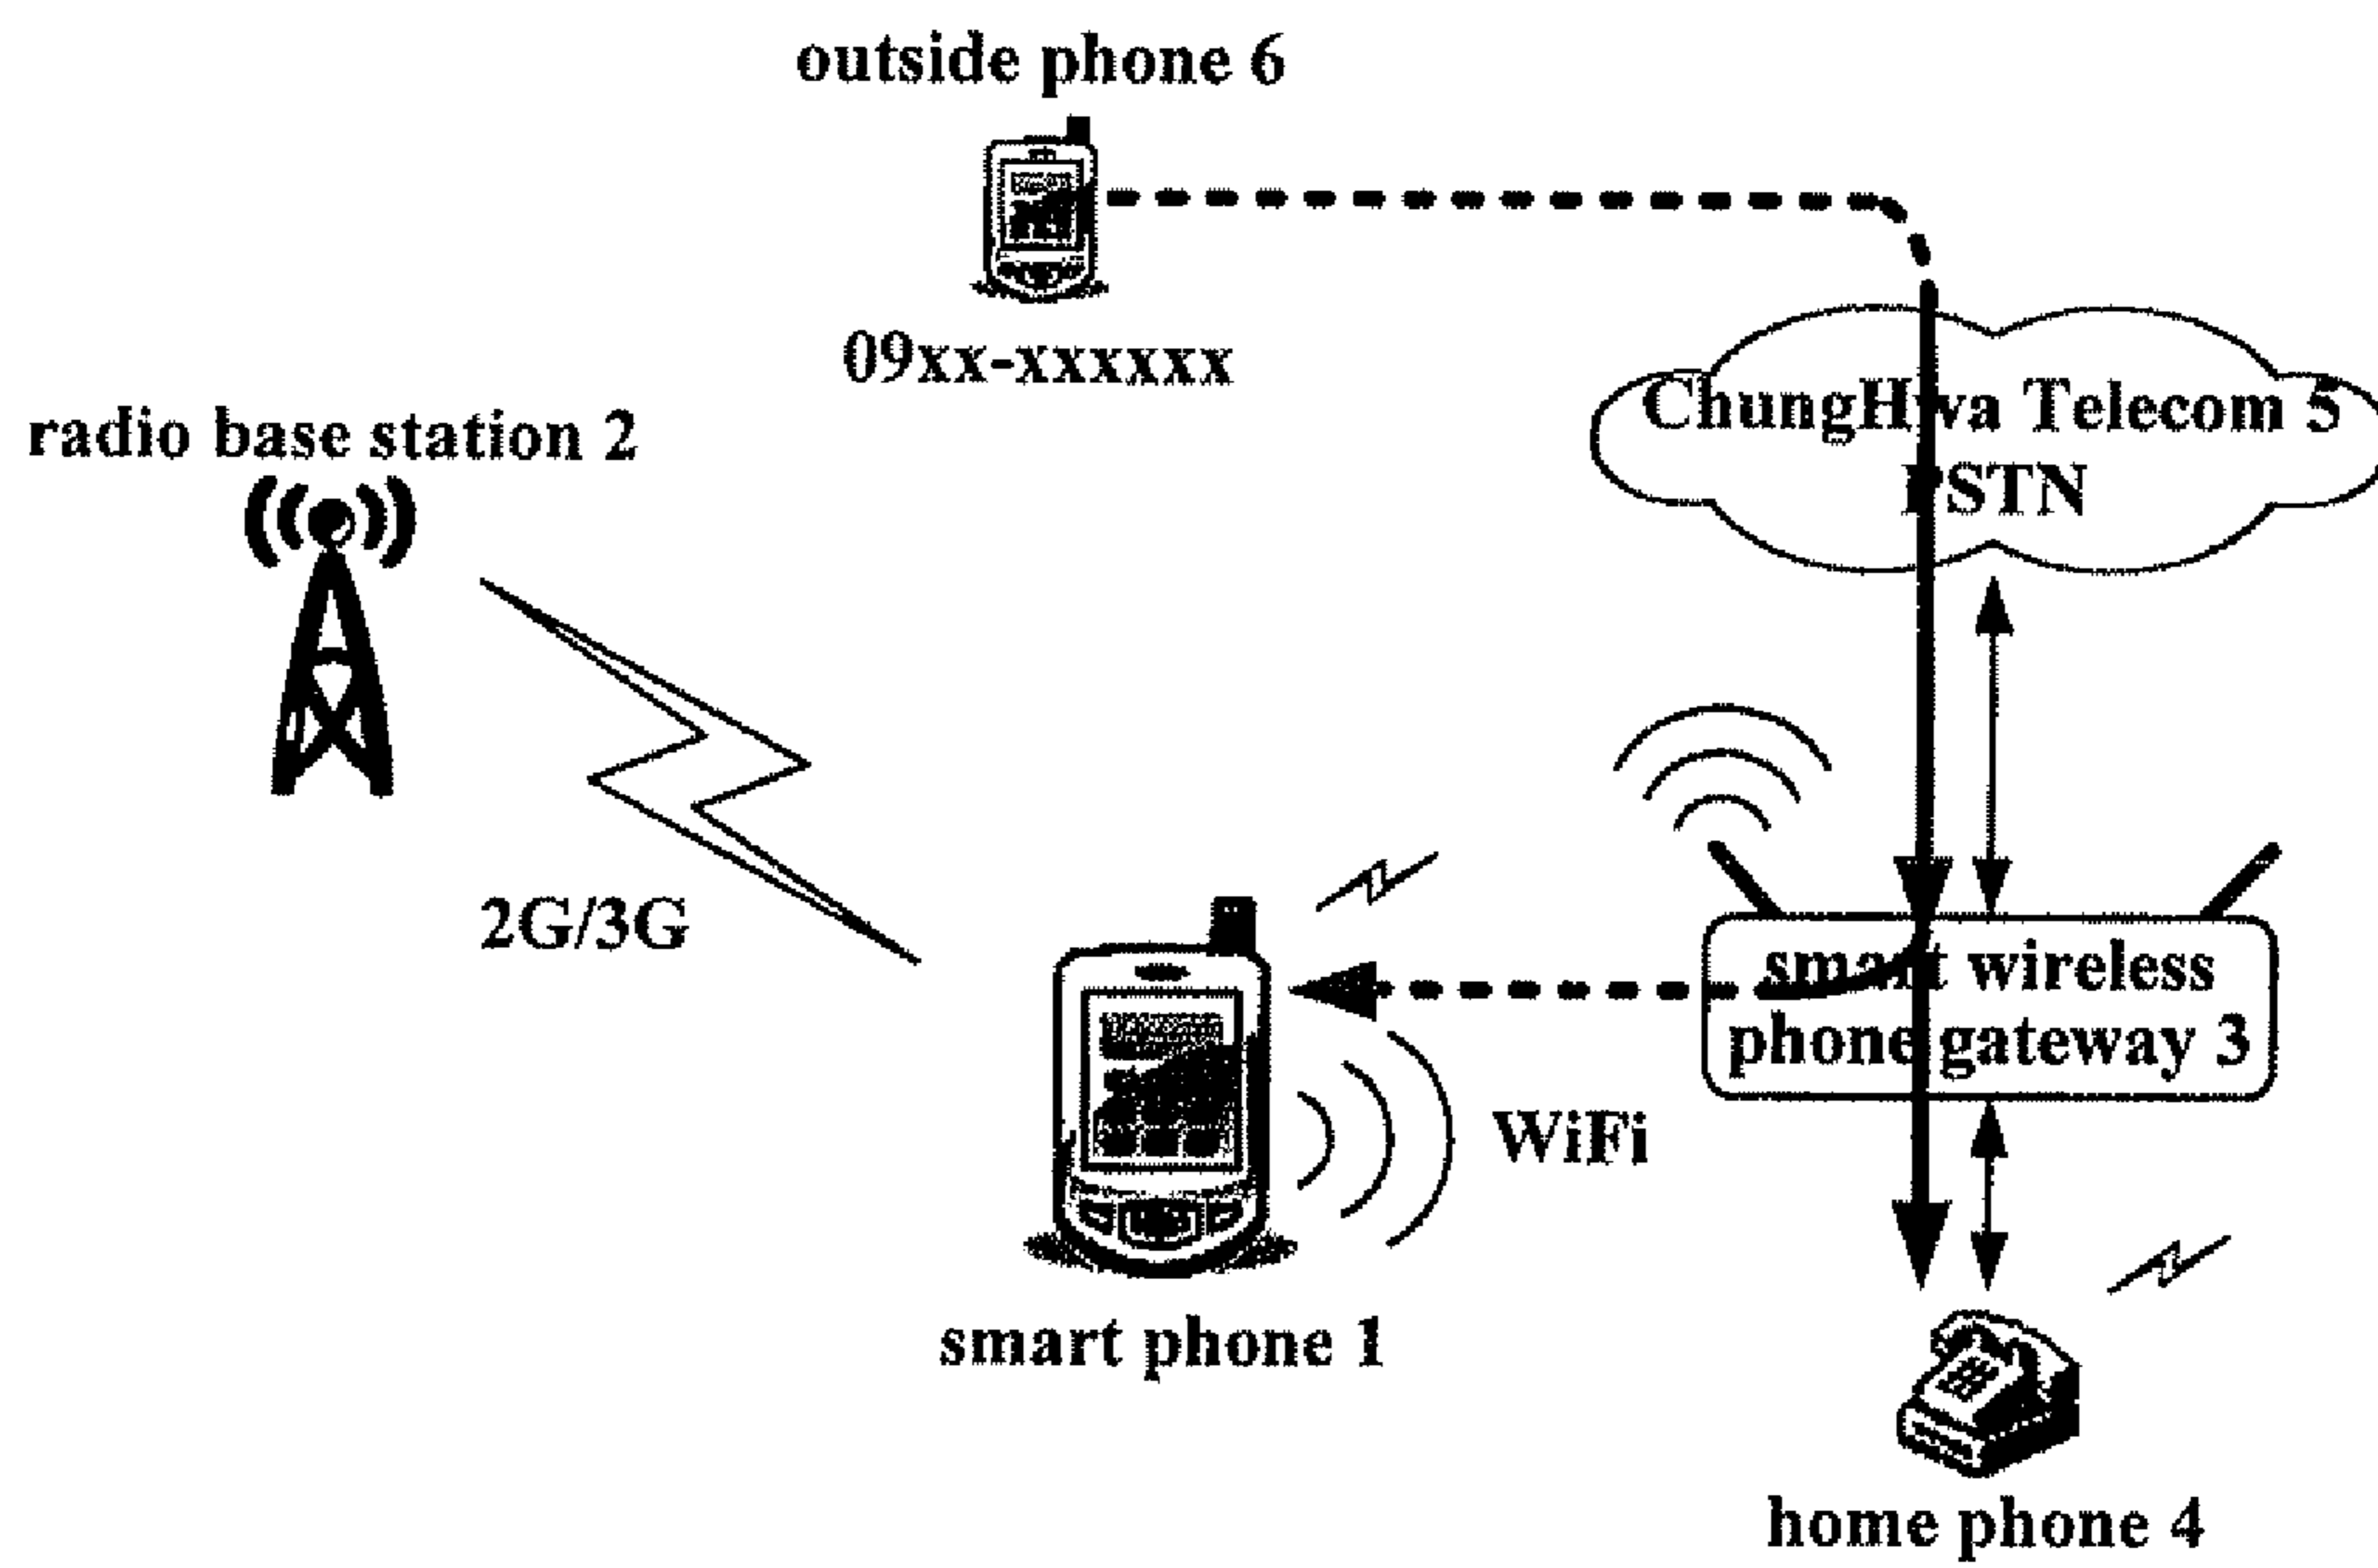 outside phone 6
09xx-xxxxxx
radio base station 2
ChungHwa Telecom 5
PSTN
2G/3G
smart wireless
phone gateway 3
WiFi
smart phone 1
home phone 4